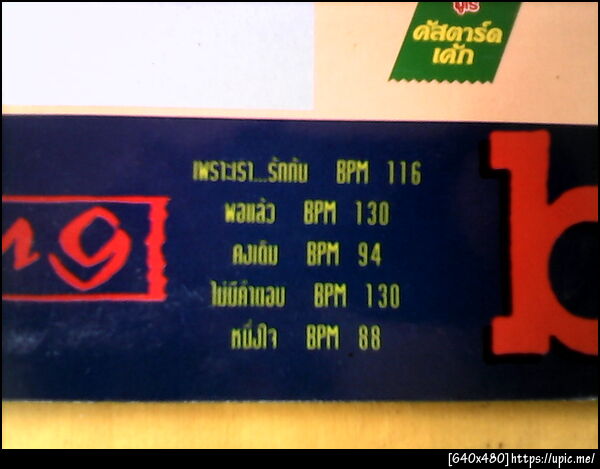 ยูโร
คัสตาร์ด
เค้ก
เพราะเรา...รักกัน BPM 116
พอแล้ว BPM 130
คงเดิม BPM 94
ไม่มีคำตอบ BPM 130
หนึ่งใจ BPM 88
[640x480]https://upic.me/